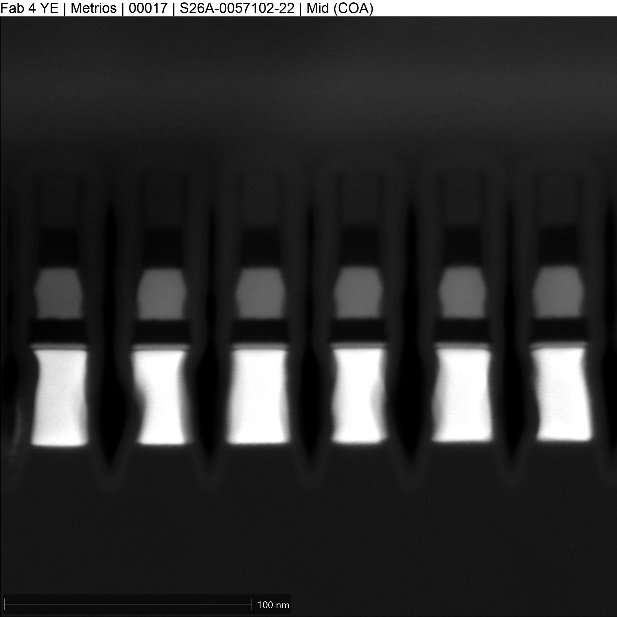 Fab 4 YE | Metrios | 00017 | S26A-0057102-22 | Mid (COA)
100 nm